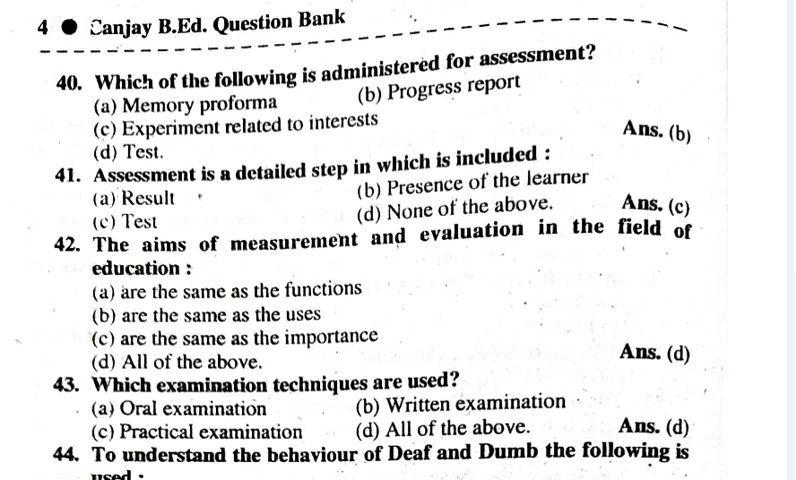 4 ● Sanjay B.Ed. Question Bank
40. Which of the following is administered for assessment?
(a) Memory proforma (b) Progress report
(c) Experiment related to interests
(d) Test. Ans. (b)
41. Assessment is a detailed step in which is included :
(a) Result (b) Presence of the learner
(c) Test (d) None of the above. Ans. (c)
42. The aims of measurement and evaluation in the field of
education :
(a) are the same as the functions
(b) are the same as the uses
(c) are the same as the importance
(d) All of the above. Ans. (d)
43. Which examination techniques are used?
(a) Oral examination (b) Written examination
(c) Practical examination (d) All of the above. Ans. (d)
44. To understand the behaviour of Deaf and Dumb the following is
used :